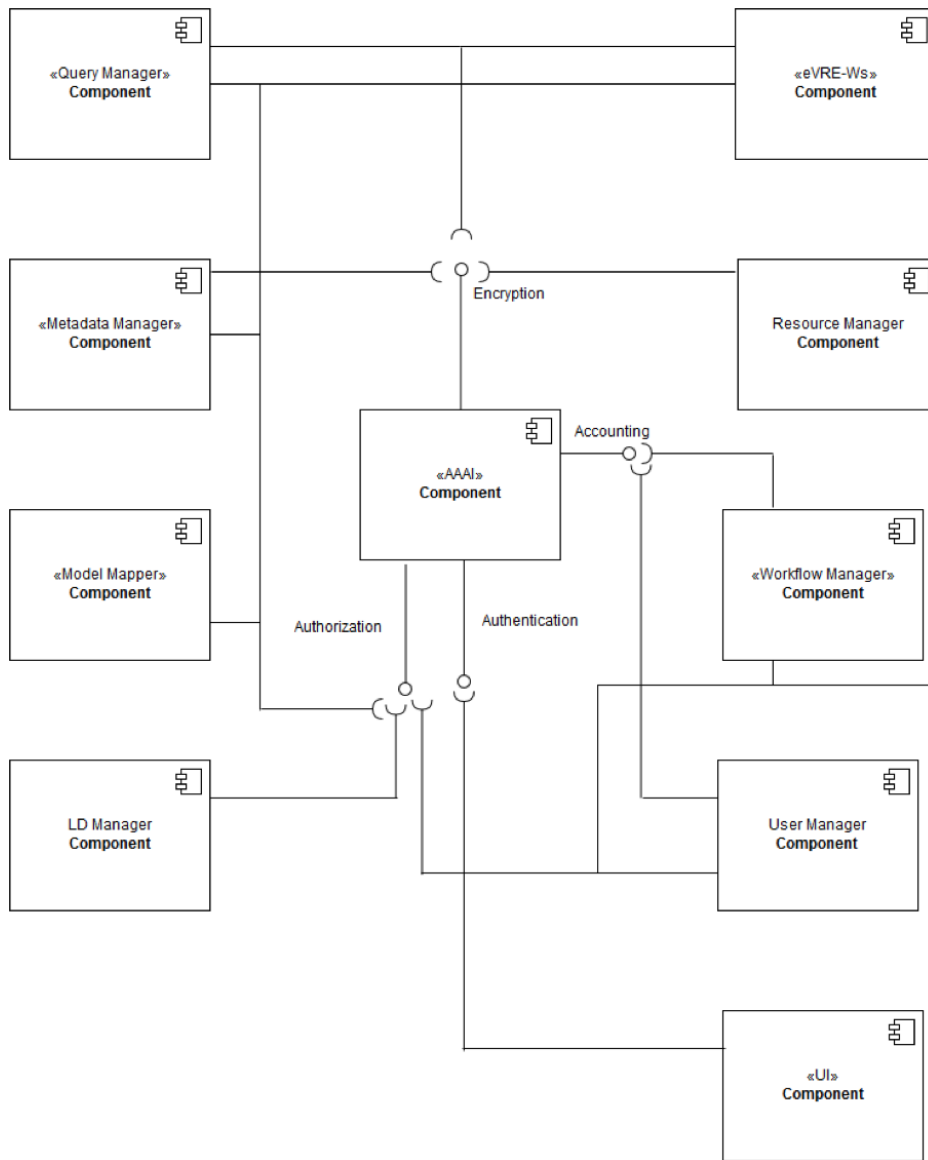 «Query Manager»
Component
«eVRE-Ws»
Component
«Metadata Manager»
Component
Encryption
Resource Manager
Component
«AAAI»
Component
Accounting
«Model Mapper»
Component
«Workflow Manager»
Component
Authorization
Authentication
LD Manager
Component
User Manager
Component
«UI»
Component